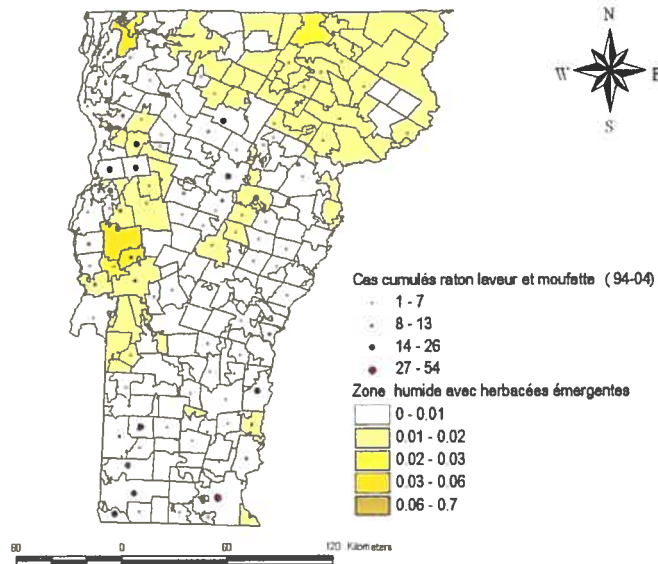 N
W E
S
Cas cumulés raton laveur et moufette (94-04)
1 - 7
8 - 13
14 - 26
27 - 54
Zone humide avec herbacées émergentes
0 - 0.01
0.01 - 0.02
0.02 - 0.03
0.03 - 0.06
0.06 - 0.7
60 0 60 120 Kilometers